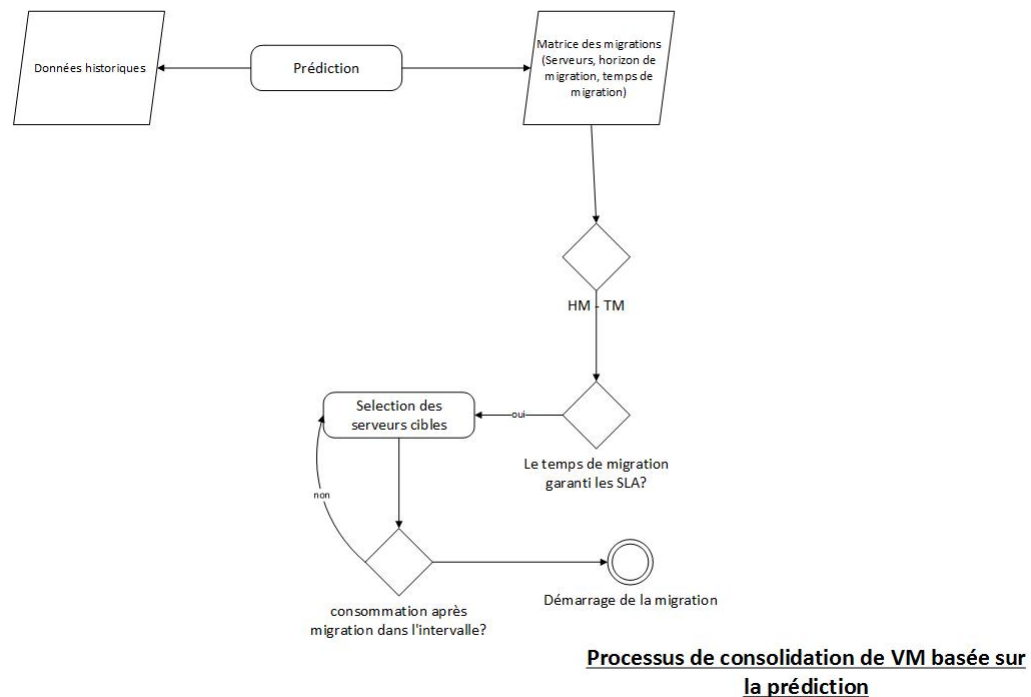 Données historiques
Prédiction
Matrice des migrations
(Serveurs, horizon de
migration, temps de
migration)
HM - TM
Selection des
serveurs cibles
oui
Le temps de migration
garanti les SLA?
non
consommation après
migration dans l'intervalle?
Démarrage de la migration
Processus de consolidation de VM basée sur
la prédiction